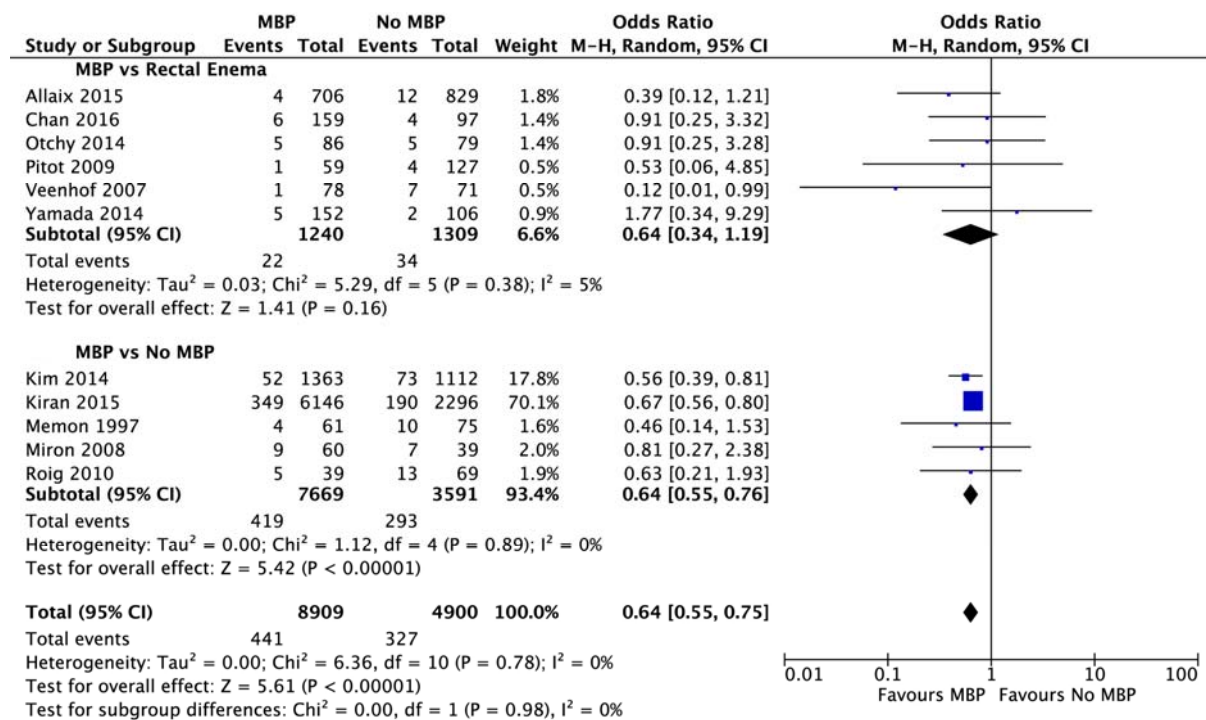 MBP No MBP Odds Ratio Odds Ratio
Study or Subgroup Events Total Events Total Weight M-H, Random, 95% CI M-H, Random, 95% CI
MBP vs Rectal Enema
Allaix 2015 4 706 12 829 1.8% 0.39 [0.12, 1.21]
Chan 2016 6 159 4 97 1.4% 0.91 [0.25, 3.32]
Otchy 2014 5 86 5 79 1.4% 0.91 [0.25, 3.28]
Pitot 2009 1 59 4 127 0.5% 0.53 [0.06, 4.85]
Veenhof 2007 1 78 7 71 0.5% 0.12 [0.01, 0.99]
Yamada 2014 5 152 2 106 0.9% 1.77 [0.34, 9.29]
Subtotal (95% CI) 1240 1309 6.6% 0.64 [0.34, 1.19]
Total events 22 34
Heterogeneity: Tau² = 0.03; Chi² = 5.29, df = 5 (P = 0.38); I² = 5%
Test for overall effect: Z = 1.41 (P = 0.16)
MBP vs No MBP
Kim 2014 52 1363 73 1112 17.8% 0.56 [0.39, 0.81]
Kiran 2015 349 6146 190 2296 70.1% 0.67 [0.56, 0.80]
Memon 1997 4 61 10 75 1.6% 0.46 [0.14, 1.53]
Miron 2008 9 60 7 39 2.0% 0.81 [0.27, 2.38]
Roig 2010 5 39 13 69 1.9% 0.63 [0.21, 1.93]
Subtotal (95% CI) 7669 3591 93.4% 0.64 [0.55, 0.76]
Total events 419 293
Heterogeneity: Tau² = 0.00; Chi² = 1.12, df = 4 (P = 0.89); I² = 0%
Test for overall effect: Z = 5.42 (P < 0.00001)
Total (95% CI) 8909 4900 100.0% 0.64 [0.55, 0.75]
Total events 441 327
Heterogeneity: Tau² = 0.00; Chi² = 6.36, df = 10 (P = 0.78); I² = 0%
Test for overall effect: Z = 5.61 (P < 0.00001)
Test for subgroup differences: Chi² = 0.00, df = 1 (P = 0.98), I² = 0%
0.01 0.1 1 10 100
Favours MBP Favours No MBP